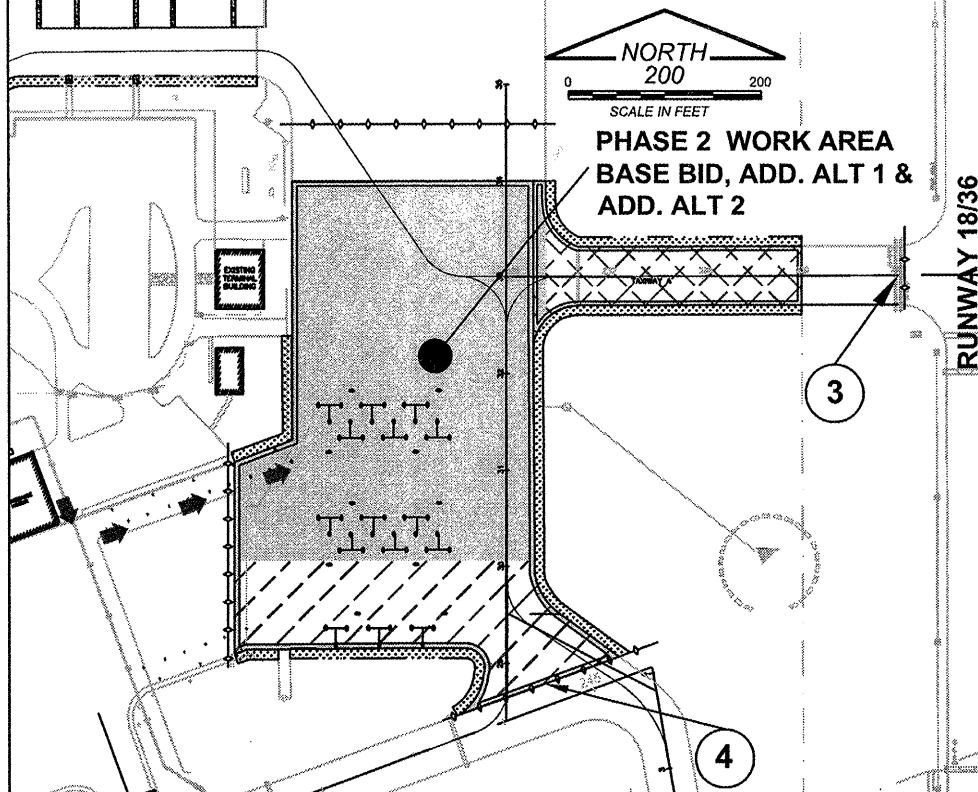 NORTH
200
0 200
SCALE IN FEET
PHASE 2 WORK AREA
BASE BID, ADD. ALT 1 &
ADD. ALT 2
RUNWAY 18/36
EXISTING
TERMINAL
BUILDING
TAXIWAY A
3
4